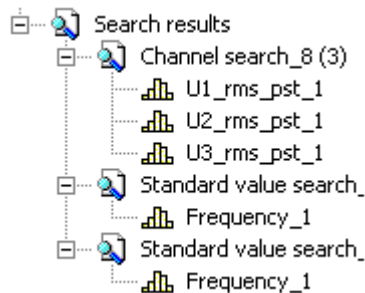 Search results
Channel search_8 (3)
U1_rms_pst_1
U2_rms_pst_1
U3_rms_pst_1
Standard value search_
Frequency_1
Standard value search_
Frequency_1